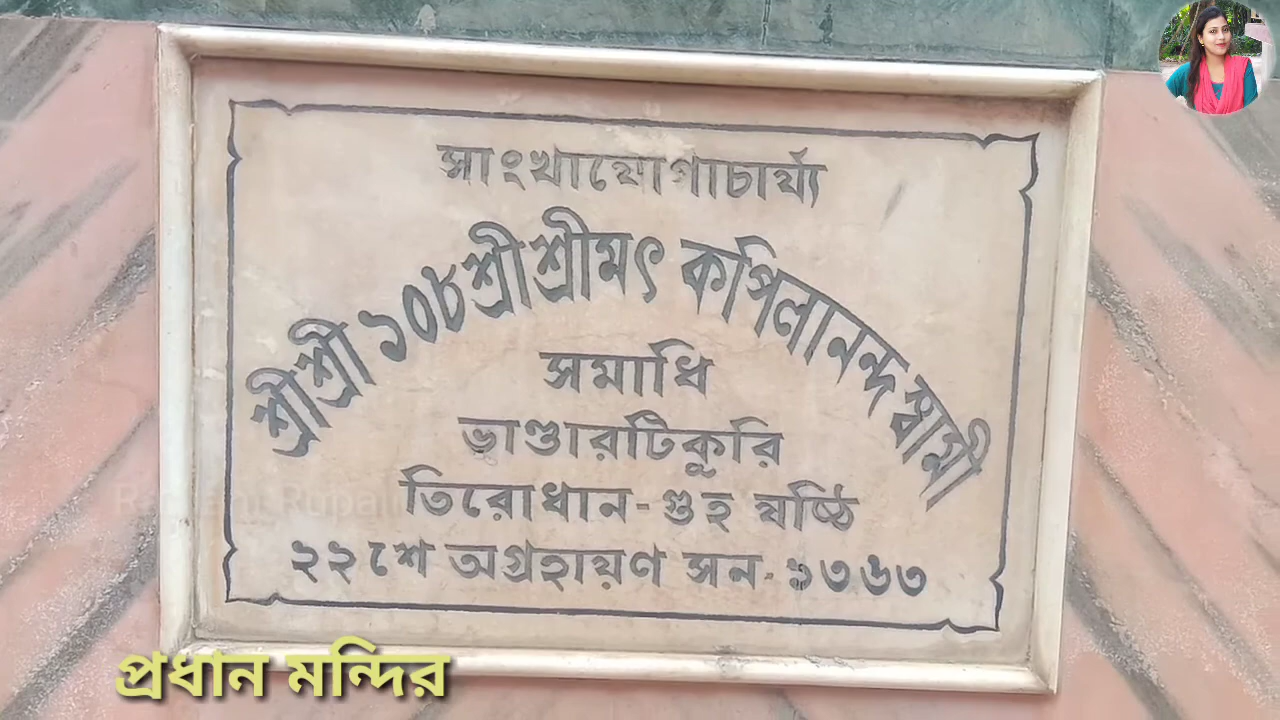 সাংখ্যযোগাচার্য্য
শ্রীশ্রী ১০৮শ্রীশ্রীমৎ কপিলানন্দ স্বামী
সমাধি
ভাণ্ডারটিকুরি
তিরোধান - গুহ ষষ্ঠি
২২শে অগ্রহায়ণ সন - ১৩৬৩
প্রধান মন্দির